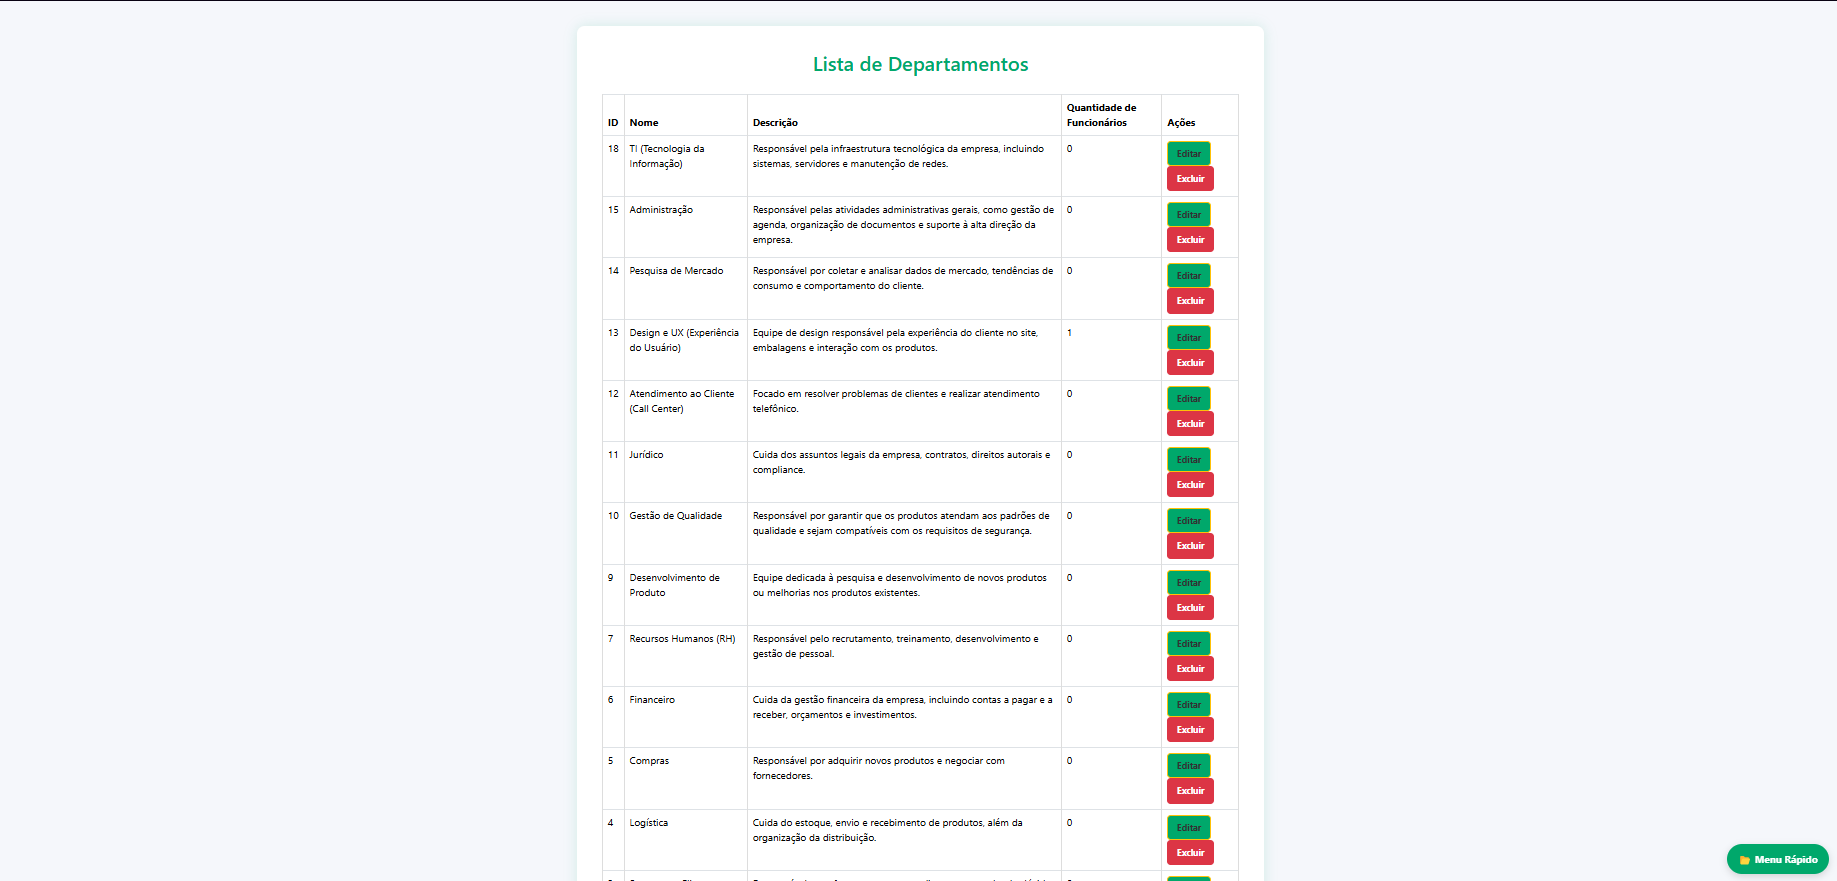 Lista de Departamentos
ID Nome Descrição Quantidade de Funcionários Ações
18 TI (Tecnologia da Informação) Responsável pela infraestrutura tecnológica da empresa, incluindo sistemas, servidores e manutenção de redes. 0 Editar Excluir
15 Administração Responsável pelas atividades administrativas gerais, como gestão de agenda, organização de documentos e suporte à alta direção da empresa. 0 Editar Excluir
14 Pesquisa de Mercado Responsável por coletar e analisar dados de mercado, tendências de consumo e comportamento do cliente. 0 Editar Excluir
13 Design e UX (Experiência do Usuário) Equipe de design responsável pela experiência do cliente no site, embalagens e interação com os produtos. 1 Editar Excluir
12 Atendimento ao Cliente (Call Center) Focado em resolver problemas de clientes e realizar atendimento telefônico. 0 Editar Excluir
11 Jurídico Cuida dos assuntos legais da empresa, contratos, direitos autorais e compliance. 0 Editar Excluir
10 Gestão de Qualidade Responsável por garantir que os produtos atendam aos padrões de qualidade e sejam compatíveis com os requisitos de segurança. 0 Editar Excluir
9 Desenvolvimento de Produto Equipe dedicada à pesquisa e desenvolvimento de novos produtos ou melhorias nos produtos existentes. 0 Editar Excluir
7 Recursos Humanos (RH) Responsável pelo recrutamento, treinamento, desenvolvimento e gestão de pessoal. 0 Editar Excluir
6 Financeiro Cuida da gestão financeira da empresa, incluindo contas a pagar e a receber, orçamentos e investimentos. 0 Editar Excluir
5 Compras Responsável por adquirir novos produtos e negociar com fornecedores. 0 Editar Excluir
4 Logística Cuida do estoque, envio e recebimento de produtos, além da organização da distribuição. 0 Editar Excluir
Menu Rápido